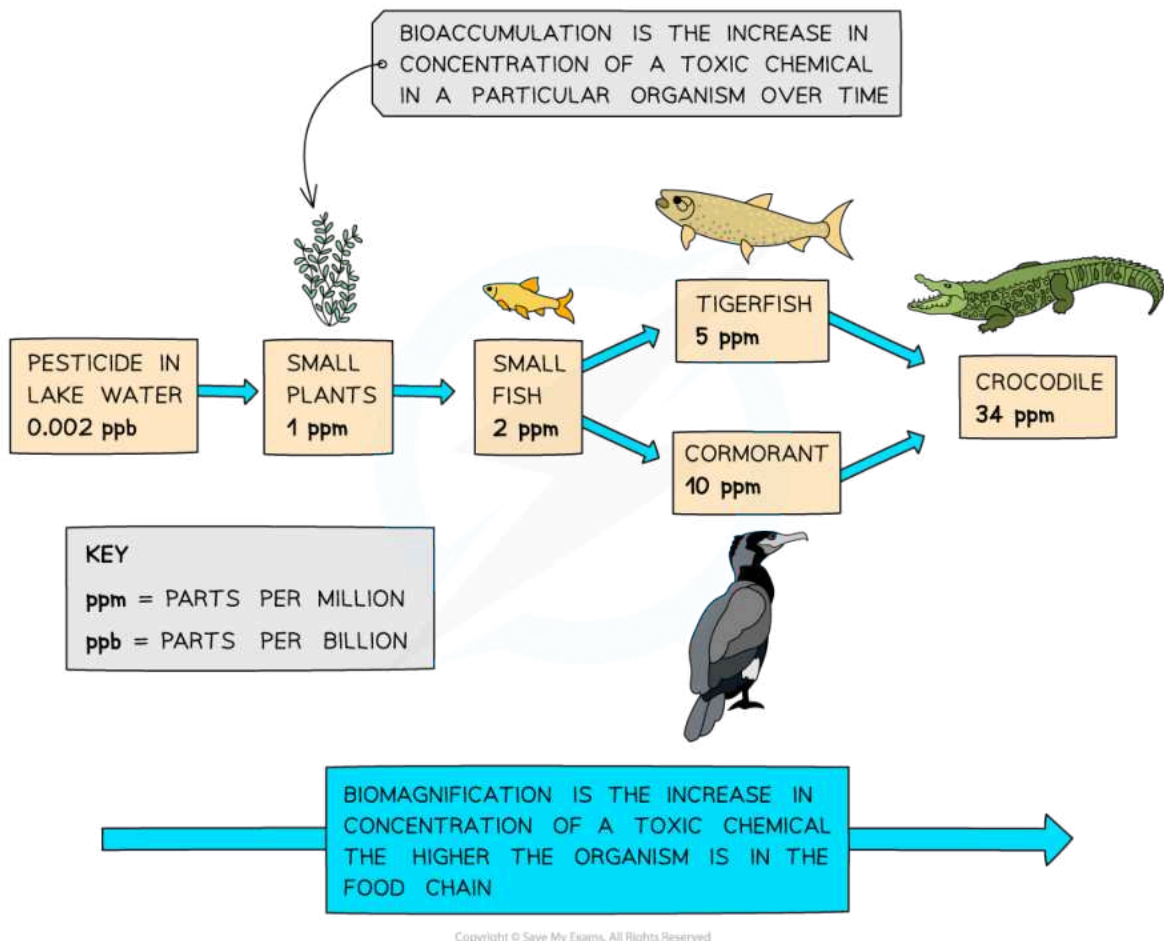 BIOACCUMULATION IS THE INCREASE IN
CONCENTRATION OF A TOXIC CHEMICAL
IN A PARTICULAR ORGANISM OVER TIME
PESTICIDE IN
LAKE WATER
0.002 ppb
SMALL
PLANTS
1 ppm
SMALL
FISH
2 ppm
TIGERFISH
5 ppm
CORMORANT
10 ppm
CROCODILE
34 ppm
KEY
ppm = PARTS PER MILLION
ppb = PARTS PER BILLION
BIOMAGNIFICATION IS THE INCREASE IN
CONCENTRATION OF A TOXIC CHEMICAL
THE HIGHER THE ORGANISM IS IN THE
FOOD CHAIN
Copyright © Save My Exams. All Rights Reserved